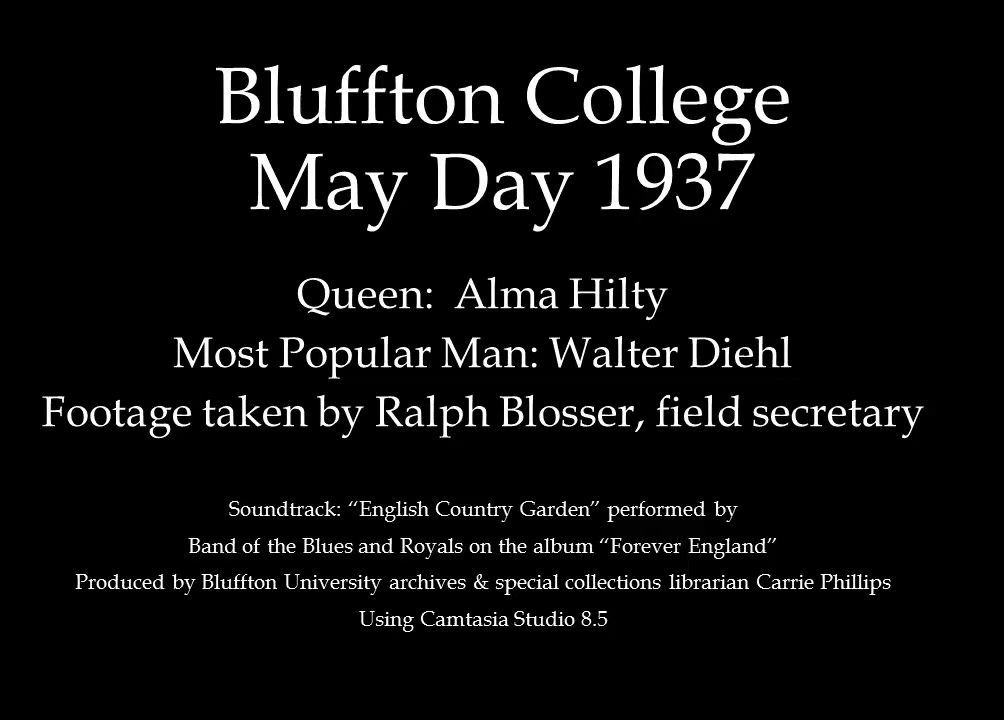 Bluffton College
May Day 1937
Queen:  Alma Hilty
Most Popular Man: Walter Diehl
Footage taken by Ralph Blosser, field secretary
Soundtrack: “English Country Garden” performed by
Band of the Blues and Royals on the album “Forever England”
Produced by Bluffton University archives & special collections librarian Carrie Phillips
Using Camtasia Studio 8.5